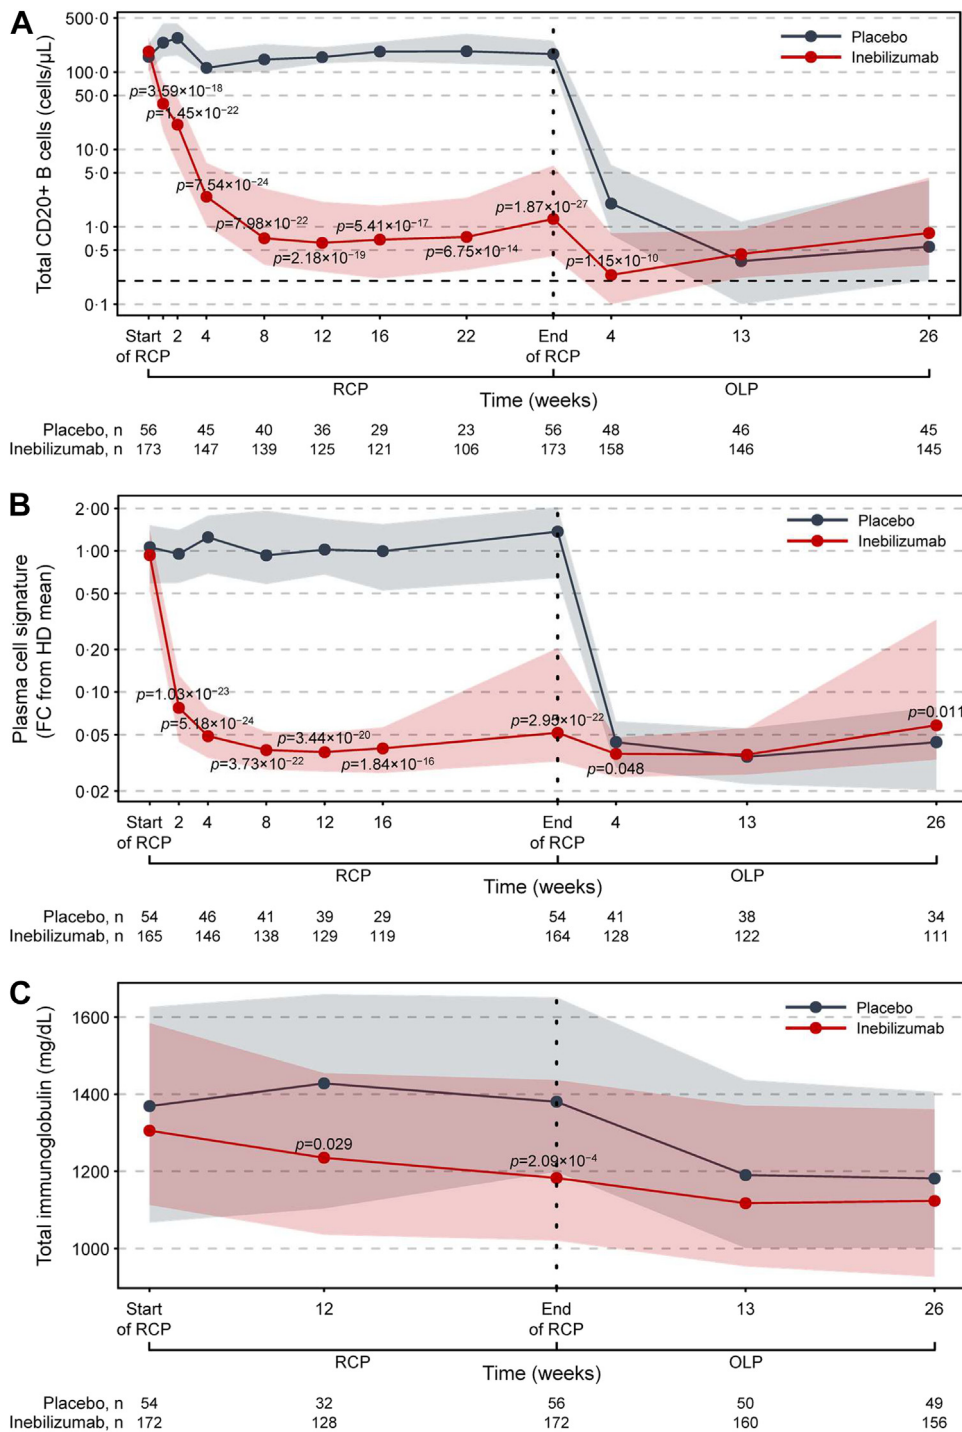 A
Total CD20+ B cells (cells/µL)
500·0
100·0
50·0
10·0
5·0
1·0
0·5
0·1
Placebo
Inebilizumab
p=3.59×10⁻¹⁸
p=1.45×10⁻²²
p=7.54×10⁻²⁴
p=7.98×10⁻²²
p=2.18×10⁻¹⁹
p=5.41×10⁻¹⁷
p=6.75×10⁻¹⁴
p=1.87×10⁻²⁷
p=1.15×10⁻¹⁰
Start of RCP 2 4 8 12 16 22 End of RCP 4 13 26
RCP OLP
Time (weeks)
Placebo, n 56 45 40 36 29 23 56 48 46 45
Inebilizumab, n 173 147 139 125 121 106 173 158 146 145
B
Plasma cell signature
(FC from HD mean)
2·00
1·00
0·50
0·20
0·10
0·05
0·02
Placebo
Inebilizumab
p=1.03×10⁻²³
p=5.18×10⁻²⁴
p=3.73×10⁻²²
p=3.44×10⁻²⁰
p=1.84×10⁻¹⁶
p=2.95×10⁻²²
p=0.048
p=0.011
Start of RCP 2 4 8 12 16 End of RCP 4 13 26
RCP OLP
Time (weeks)
Placebo, n 54 46 41 39 29 54 41 38 34
Inebilizumab, n 165 146 138 129 119 164 128 122 111
C
Total immunoglobulin (mg/dL)
1600
1400
1200
1000
Placebo
Inebilizumab
p=0.029
p=2.09×10⁻⁴
Start of RCP 12 End of RCP 13 26
RCP OLP
Time (weeks)
Placebo, n 54 32 56 50 49
Inebilizumab, n 172 128 172 160 156